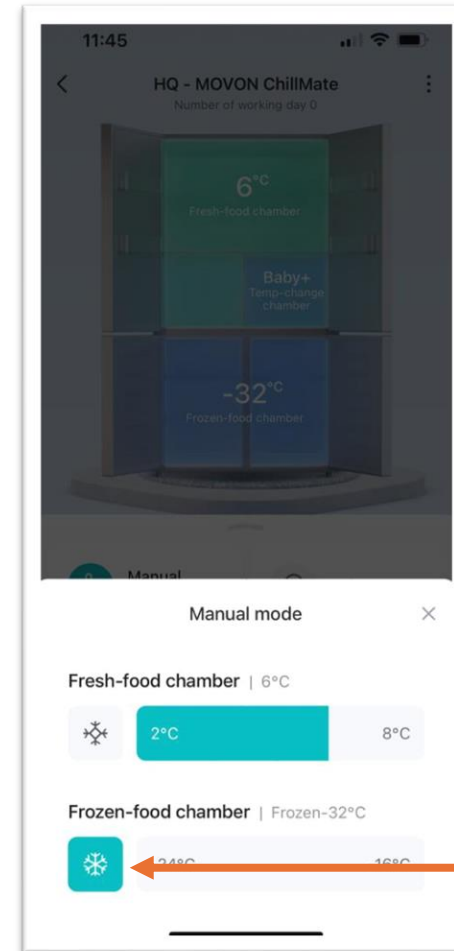 11:45
HQ - MOVON ChillMate
Number of working day 0
6°C
Fresh-food chamber
Baby+
Temp-change
chamber
-32°C
Frozen-food chamber
Manual
Manual mode
Fresh-food chamber | 6°C
2°C 8°C
Frozen-food chamber | Frozen-32°C